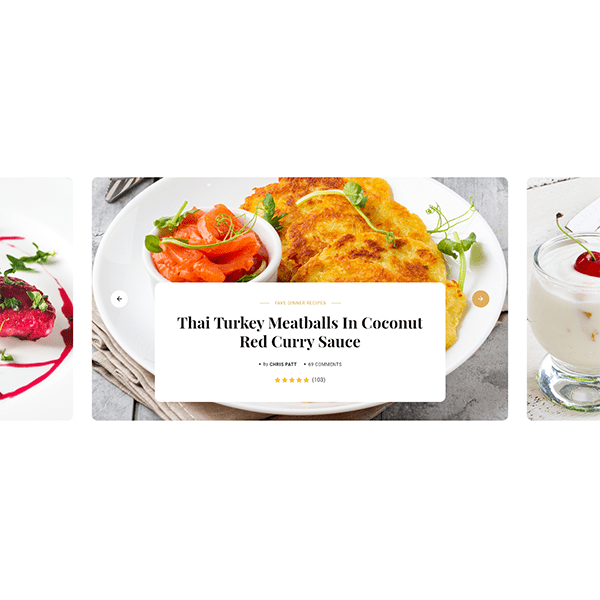 FAKE DINNER RECIPES
Thai Turkey Meatballs In Coconut
Red Curry Sauce
• By CHRIS PATT • 69 COMMENTS
★★★★★ (103)